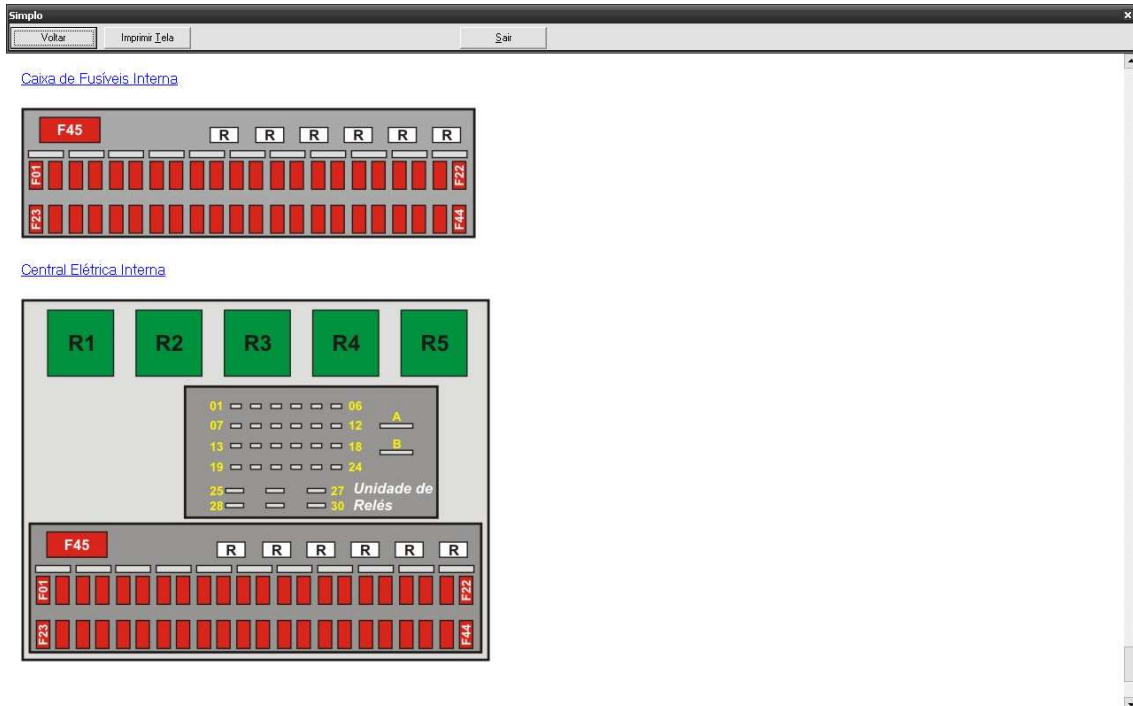 Simplo
Voltar Imprimir Tela Sair
Caixa de Fusíveis Interna
F45 R R R R R R
F01 F22
F23 F44
Central Elétrica Interna
R1 R2 R3 R4 R5
01 06 A
07 12
13 18 B
19 24
25 27 Unidade de
28 30 Relés
F45 R R R R R R
F01 F22
F23 F44